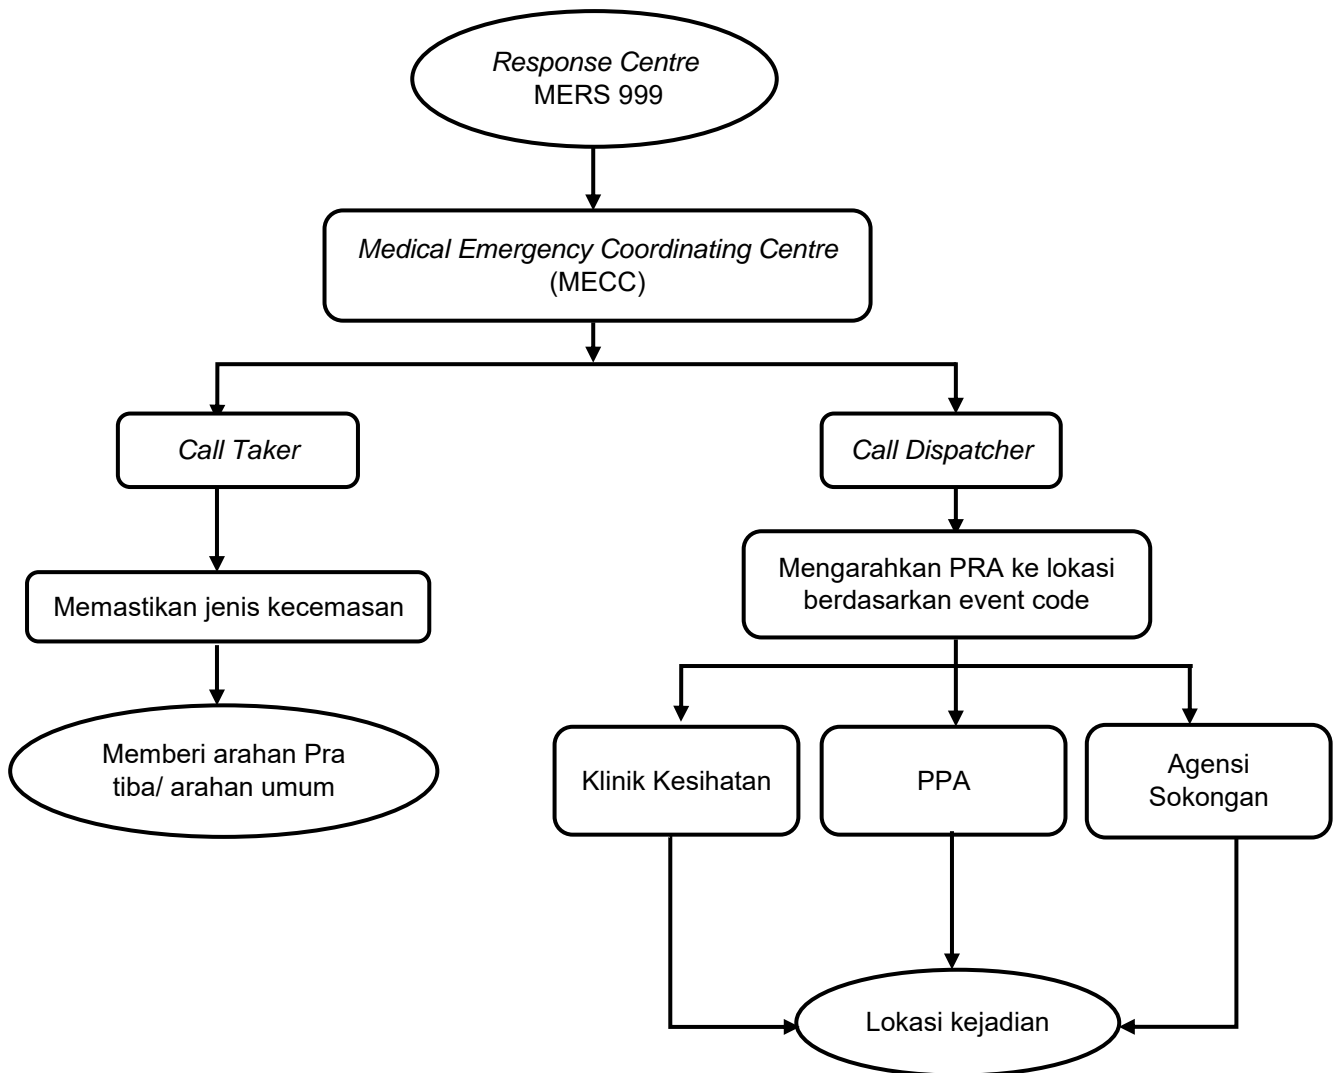 Response Centre
MERS 999
Medical Emergency Coordinating Centre
(MECC)
Call Taker
Call Dispatcher
Memastikan jenis kecemasan
Mengarahkan PRA ke lokasi
berdasarkan event code
Memberi arahan Pra
tiba/ arahan umum
Klinik Kesihatan
PPA
Agensi
Sokongan
Lokasi kejadian